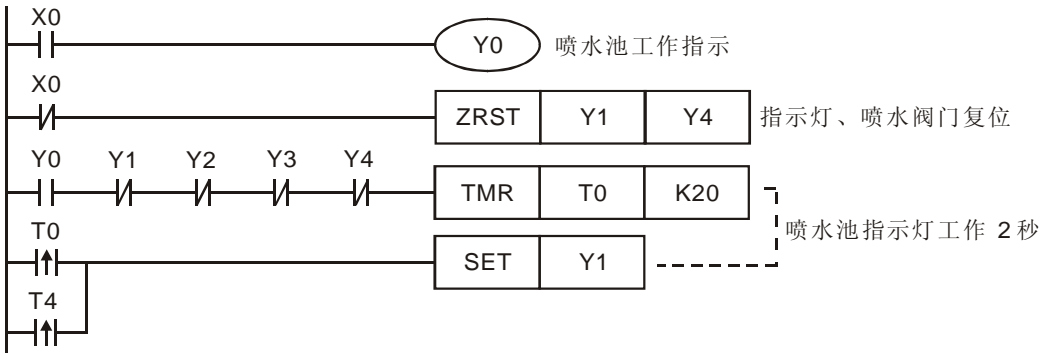 X0
Y0 喷水池工作指示
X0
ZRST Y1 Y4 指示灯、喷水阀门复位
Y0 Y1 Y2 Y3 Y4
TMR T0 K20
喷水池指示灯工作 2秒
T0
SET Y1
T4